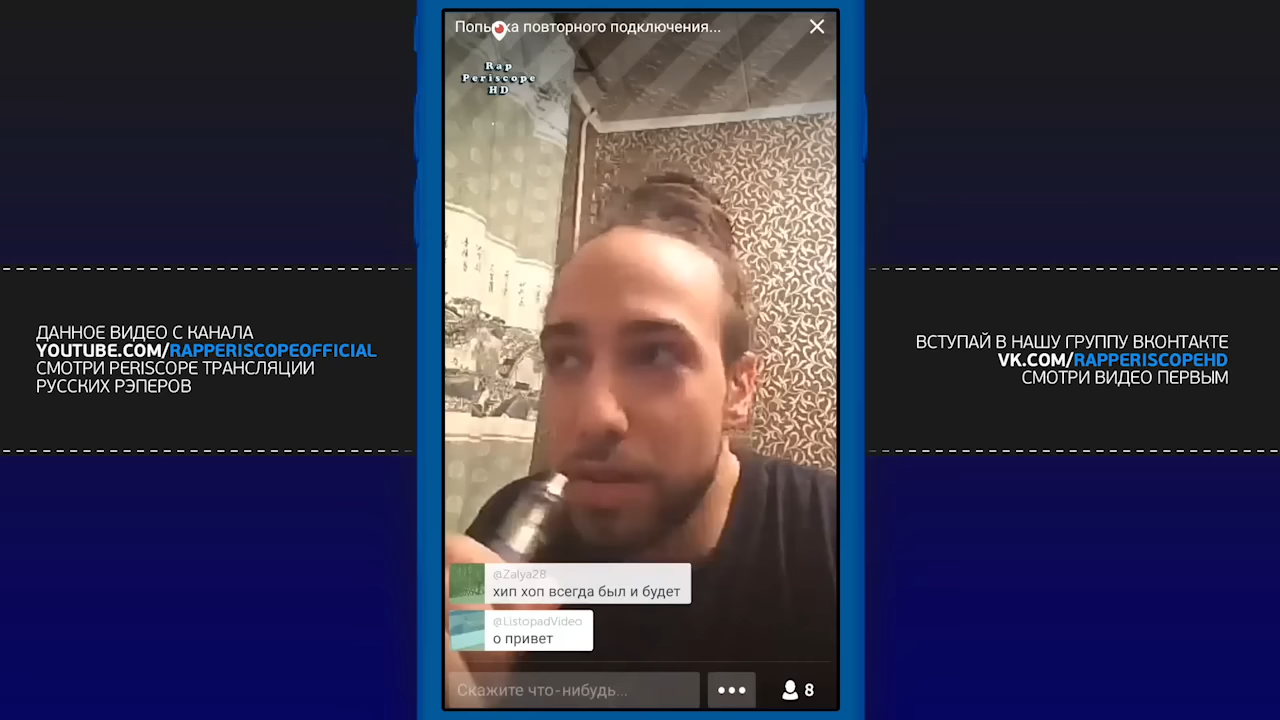 Попытка повторного подключения...
Rap
Periscope
HD
ДАННОЕ ВИДЕО С КАНАЛА
YOUTUBE.COM/RAPPERISCOPEOFFICIAL
СМОТРИ PERISCOPE ТРАНСЛЯЦИИ
РУССКИХ РЭПЕРОВ
ВСТУПАЙ В НАШУ ГРУППУ ВКОНТАКТЕ
VK.COM/RAPPERISCOPEHD
СМОТРИ ВИДЕО ПЕРВЫМ
@Zalya28
хип хоп всегда был и будет
@ListopadVideo
о привет
Скажите что-нибудь...
8